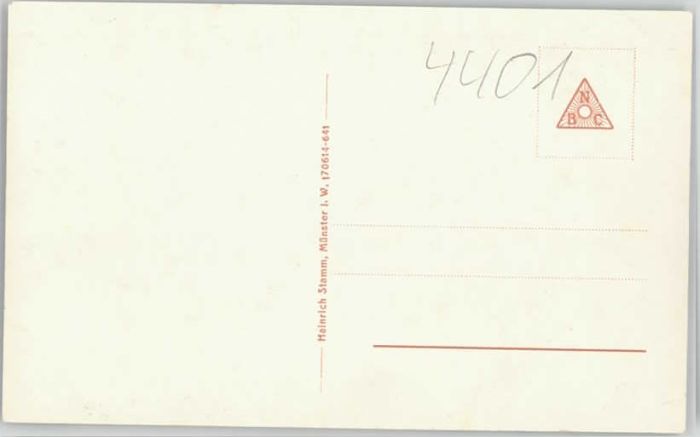 4401
N
B C
Heinrich Stamm, Münster i. W. 170614-641